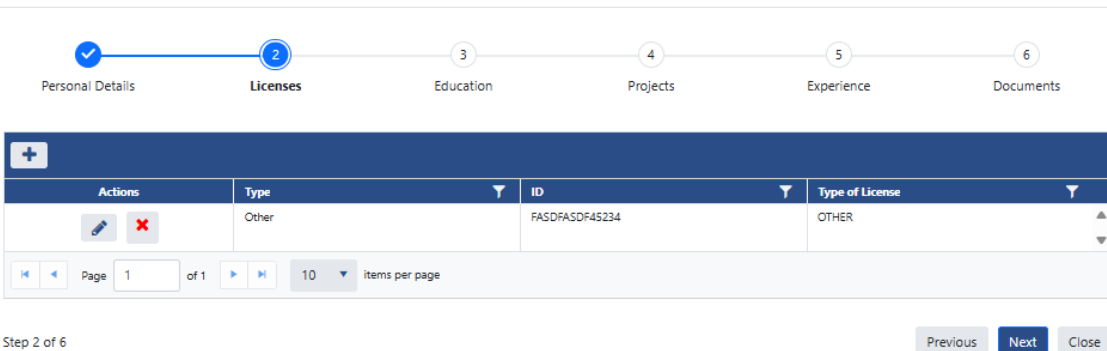 2 3 4 5 6
Personal Details Licenses Education Projects Experience Documents
Actions Type ID Type of License
Other FASDFASDF45234 OTHER
Page 1 of 1 10 items per page
Step 2 of 6 Previous Next Close